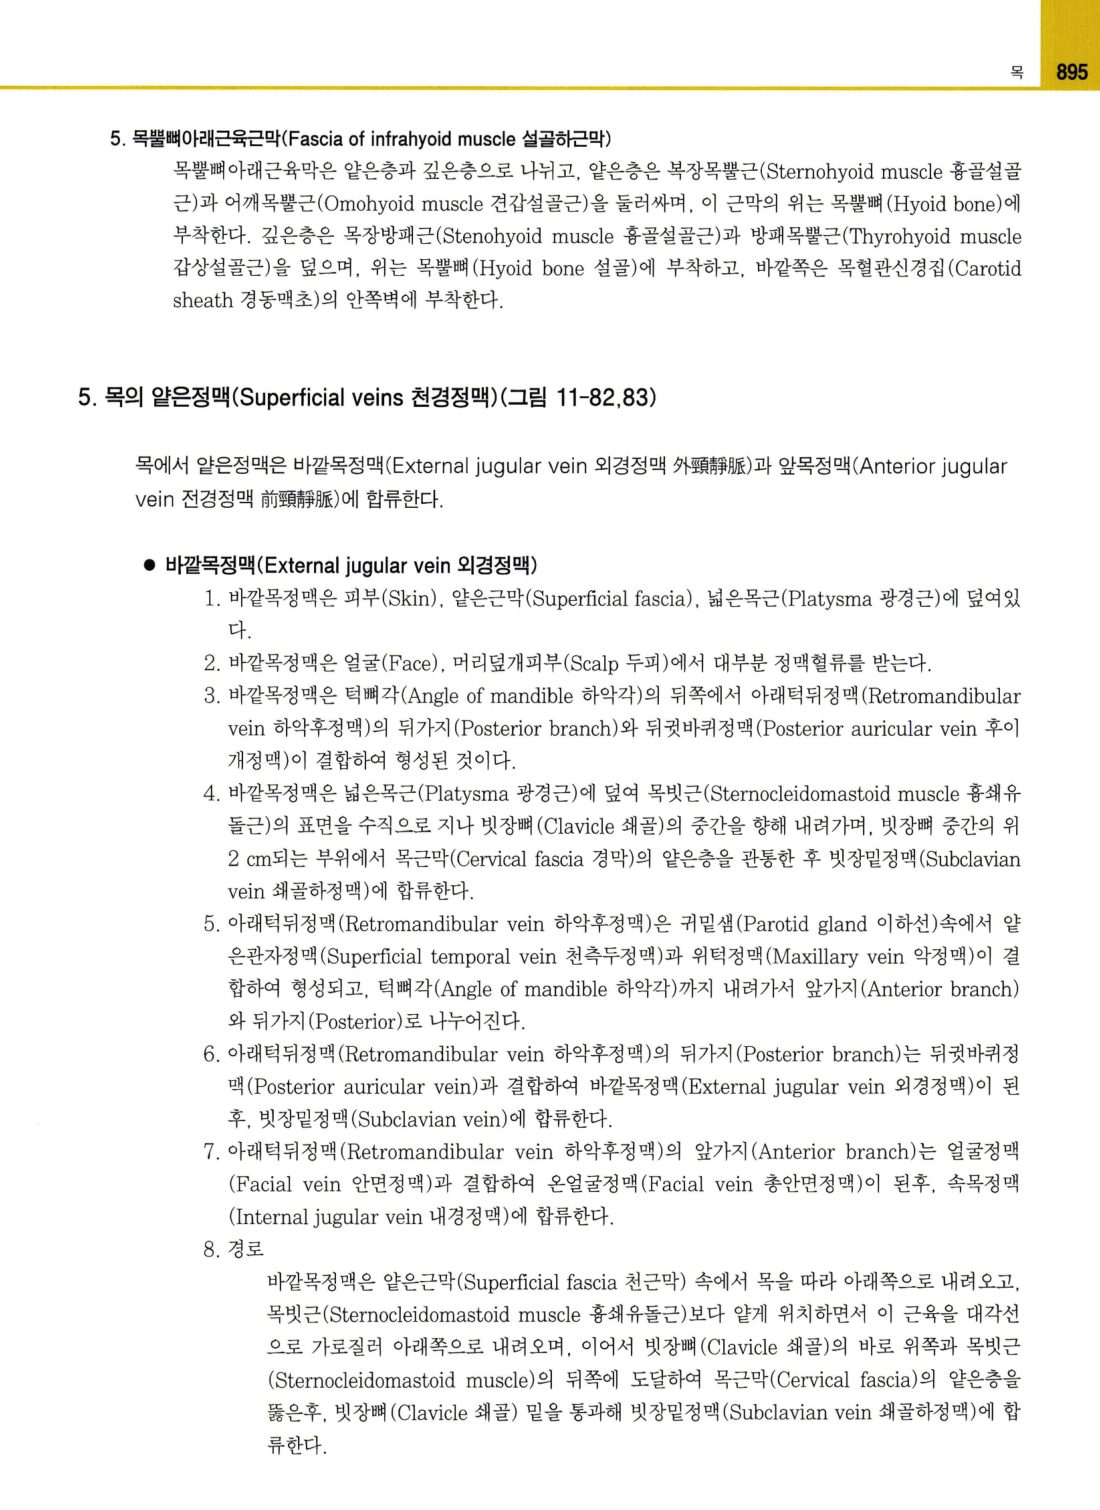 목 895
5. 목뿔뼈아래근육근막(Fascia of infrahyoid muscle 설골하근막)
목뿔뼈아래근육막은 얕은층과 깊은층으로 나뉘고, 얕은층은 복장목뿔근(Sternohyoid muscle 흉골설골
근)과 어깨목뿔근(Omohyoid muscle 견갑설골근)을 둘러싸며, 이 근막의 위는 목뿔뼈(Hyoid bone)에
부착한다. 깊은층은 목장방패근(Stenohyoid muscle 흉골설골근)과 방패목뿔근(Thyrohyoid muscle
갑상설골근)을 덮으며, 위는 목뿔뼈(Hyoid bone 설골)에 부착하고, 바깥쪽은 목혈관신경집(Carotid
sheath 경동맥초)의 안쪽벽에 부착한다.
5. 목의 얕은정맥(Superficial veins 천경정맥)(그림 11-82,83)
목에서 얕은정맥은 바깥목정맥(External jugular vein 외경정맥 外頸靜脈)과 앞목정맥(Anterior jugular
vein 전경정맥 前頸靜脈)에 합류한다.
● 바깥목정맥(External jugular vein 외경정맥)
1. 바깥목정맥은 피부(Skin), 얕은근막(Superficial fascia), 넓은목근(Platysma 광경근)에 덮여있
다.
2. 바깥목정맥은 얼굴(Face), 머리덮개피부(Scalp 두피)에서 대부분 정맥혈류를 받는다.
3. 바깥목정맥은 턱뼈각(Angle of mandible 하악각)의 뒤쪽에서 아래턱뒤정맥(Retromandibular
vein 하악후정맥)의 뒤가지(Posterior branch)와 뒤귓바퀴정맥(Posterior auricular vein 후이
개정맥)이 결합하여 형성된 것이다.
4. 바깥목정맥은 넓은목근(Platysma 광경근)에 덮여 목빗근(Sternocleidomastoid muscle 흉쇄유
돌근)의 표면을 수직으로 지나 빗장뼈(Clavicle 쇄골)의 중간을 향해 내려가며, 빗장뼈 중간의 위
2 cm되는 부위에서 목근막(Cervical fascia 경막)의 얕은층을 관통한 후 빗장밑정맥(Subclavian
vein 쇄골하정맥)에 합류한다.
5. 아래턱뒤정맥(Retromandibular vein 하악후정맥)은 귀밑샘(Parotid gland 이하선)속에서 얕
은관자정맥(Superficial temporal vein 천측두정맥)과 위턱정맥(Maxillary vein 악정맥)이 결
합하여 형성되고, 턱뼈각(Angle of mandible 하악각)까지 내려가서 앞가지(Anterior branch)
와 뒤가지(Posterior)로 나누어진다.
6. 아래턱뒤정맥(Retromandibular vein 하악후정맥)의 뒤가지(Posterior branch)는 뒤귓바퀴정
맥(Posterior auricular vein)과 결합하여 바깥목정맥(External jugular vein 외경정맥)이 된
후, 빗장밑정맥(Subclavian vein)에 합류한다.
7. 아래턱뒤정맥(Retromandibular vein 하악후정맥)의 앞가지(Anterior branch)는 얼굴정맥
(Facial vein 안면정맥)과 결합하여 온얼굴정맥(Facial vein 총안면정맥)이 된후, 속목정맥
(Internal jugular vein 내경정맥)에 합류한다.
8. 경로
바깥목정맥은 얕은근막(Superficial fascia 천근막) 속에서 목을 따라 아래쪽으로 내려오고,
목빗근(Sternocleidomastoid muscle 흉쇄유돌근)보다 얕게 위치하면서 이 근육을 대각선
으로 가로질러 아래쪽으로 내려오며, 이어서 빗장뼈(Clavicle 쇄골)의 바로 위쪽과 목빗근
(Sternocleidomastoid muscle)의 뒤쪽에 도달하여 목근막(Cervical fascia)의 얕은층을
뚫은후, 빗장뼈(Clavicle 쇄골) 밑을 통과해 빗장밑정맥(Subclavian vein 쇄골하정맥)에 합
류한다.